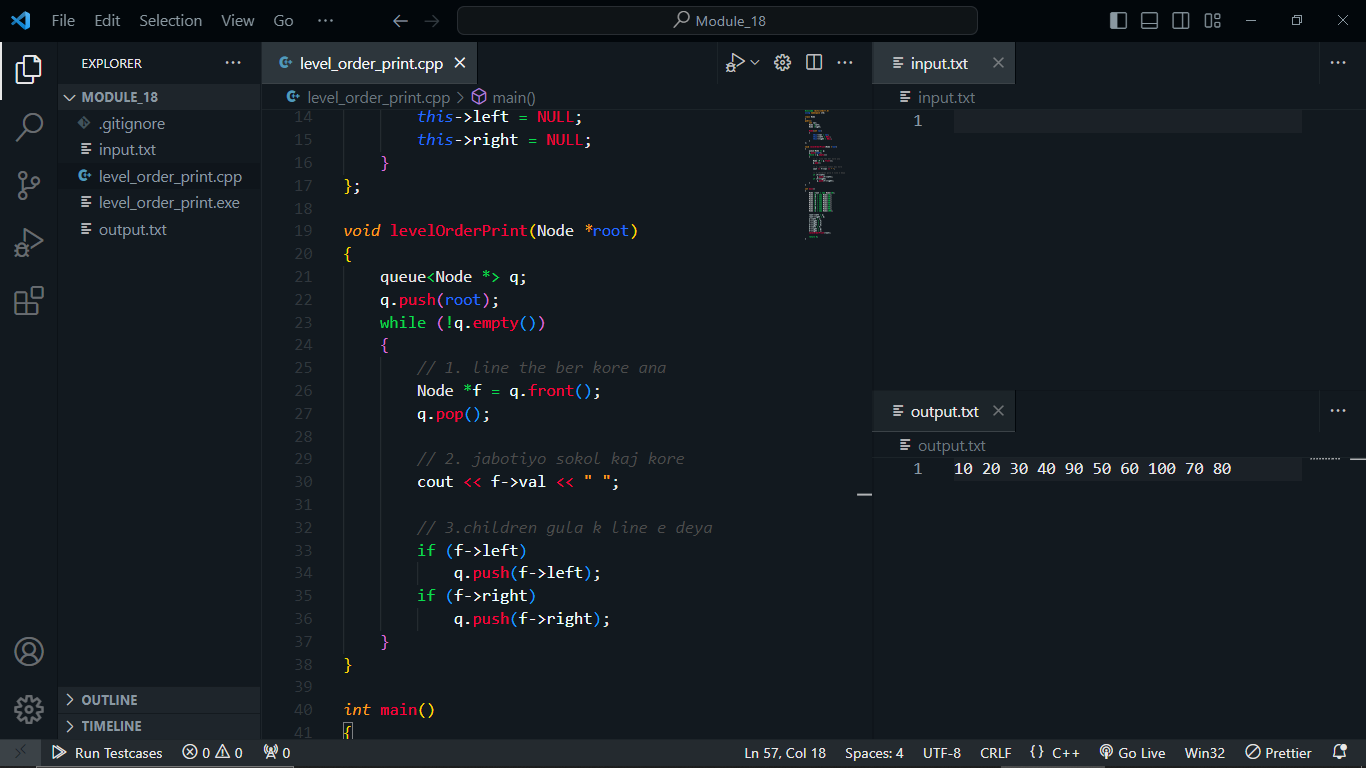 File Edit Selection View Go ··· Module_18
EXPLORER ···
MODULE_18
.gitignore
input.txt
level_order_print.cpp
level_order_print.exe
output.txt
OUTLINE
TIMELINE
level_order_print.cpp
level_order_print.cpp > main()
14 this->left = NULL;
15 this->right = NULL;
16 }
17 };
18
19 void levelOrderPrint(Node *root)
20 {
21 queue<Node *> q;
22 q.push(root);
23 while (!q.empty())
24 {
25 // 1. line the ber kore ana
26 Node *f = q.front();
27 q.pop();
28
29 // 2. jabotiyo sokol kaj kore
30 cout << f->val << " ";
31
32 // 3.children gula k line e deya
33 if (f->left)
34 q.push(f->left);
35 if (f->right)
36 q.push(f->right);
37 }
38 }
39
40 int main()
41 {
input.txt
input.txt
1
output.txt
output.txt
1 10 20 30 40 90 50 60 100 70 80
Run Testcases 0 0 0 Ln 57, Col 18 Spaces: 4 UTF-8 CRLF {} C++ Go Live Win32 Prettier